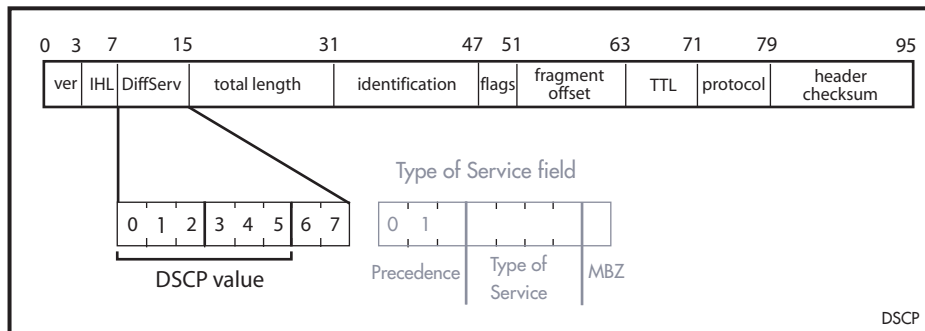 0 3 7 15 31 47 51 63 71 79 95
ver IHL DiffServ total length identification flags fragment offset TTL protocol header checksum
Type of Service field
0 1 2 3 4 5 6 7
0 1
DSCP value
Precedence
Type of
Service
MBZ
DSCP